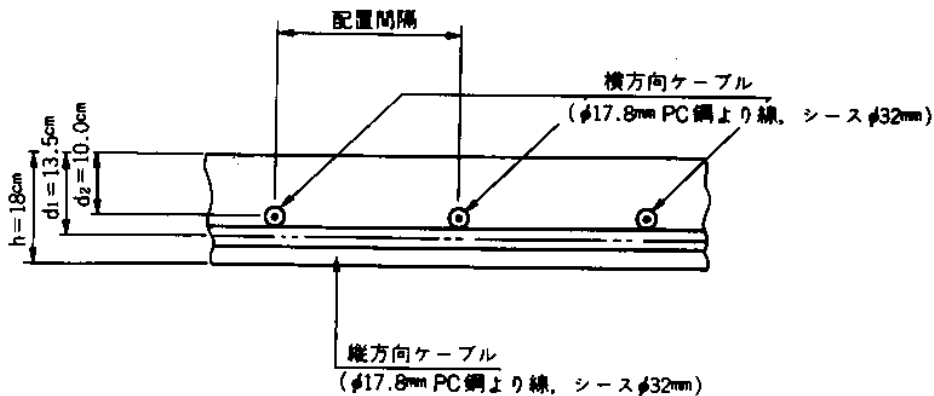 配置間隔
横方向ケーブル
(φ17.8mm PC鋼より線, シースφ32mm)
h=18cm
d1=13.5cm
d2=10.0cm
縦方向ケーブル
(φ17.8mm PC鋼より線, シースφ32mm)